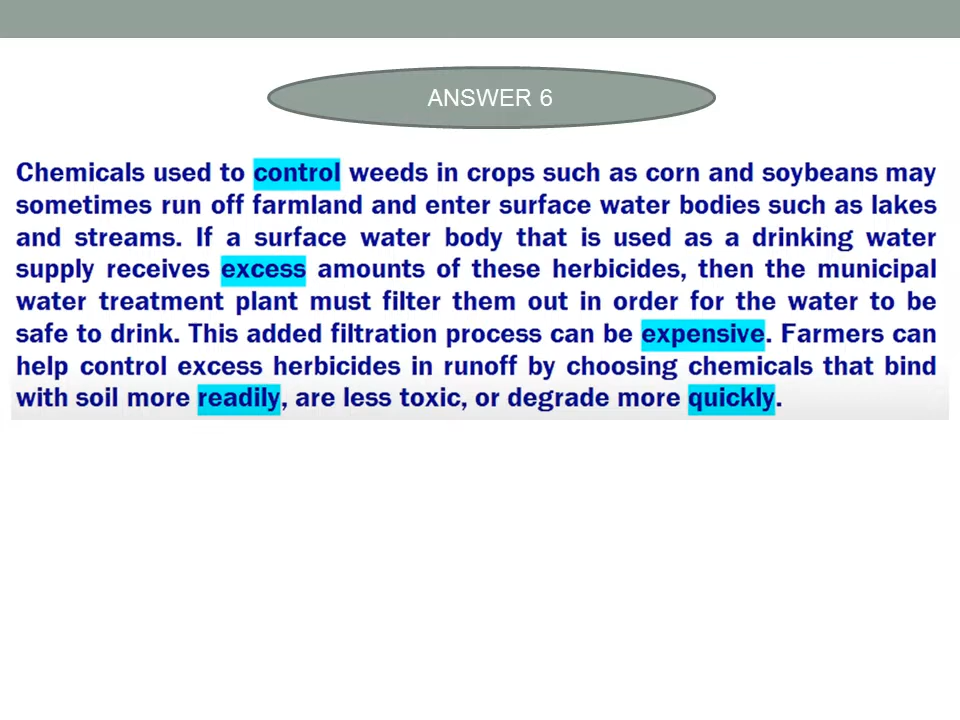 ANSWER 6
Chemicals used to control weeds in crops such as corn and soybeans may
sometimes run off farmland and enter surface water bodies such as lakes
and streams. If a surface water body that is used as a drinking water
supply receives excess amounts of these herbicides, then the municipal
water treatment plant must filter them out in order for the water to be
safe to drink. This added filtration process can be expensive. Farmers can
help control excess herbicides in runoff by choosing chemicals that bind
with soil more readily, are less toxic, or degrade more quickly.